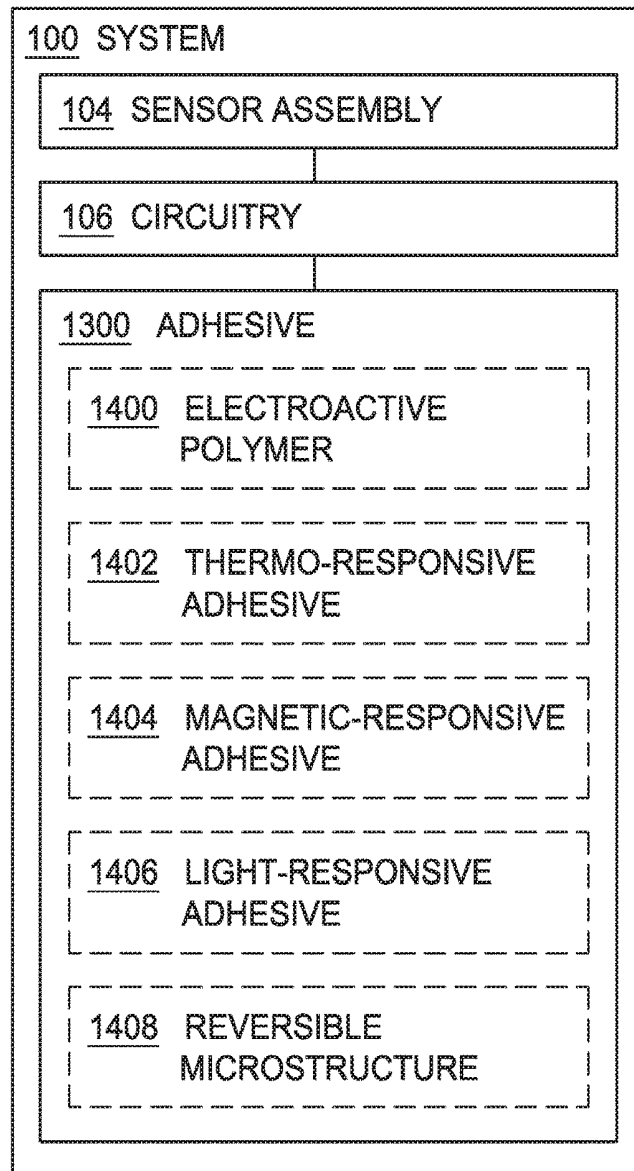 100 SYSTEM
104 SENSOR ASSEMBLY
106 CIRCUITRY
1300 ADHESIVE
1400 ELECTROACTIVE
POLYMER
1402 THERMO-RESPONSIVE
ADHESIVE
1404 MAGNETIC-RESPONSIVE
ADHESIVE
1406 LIGHT-RESPONSIVE
ADHESIVE
1408 REVERSIBLE
MICROSTRUCTURE